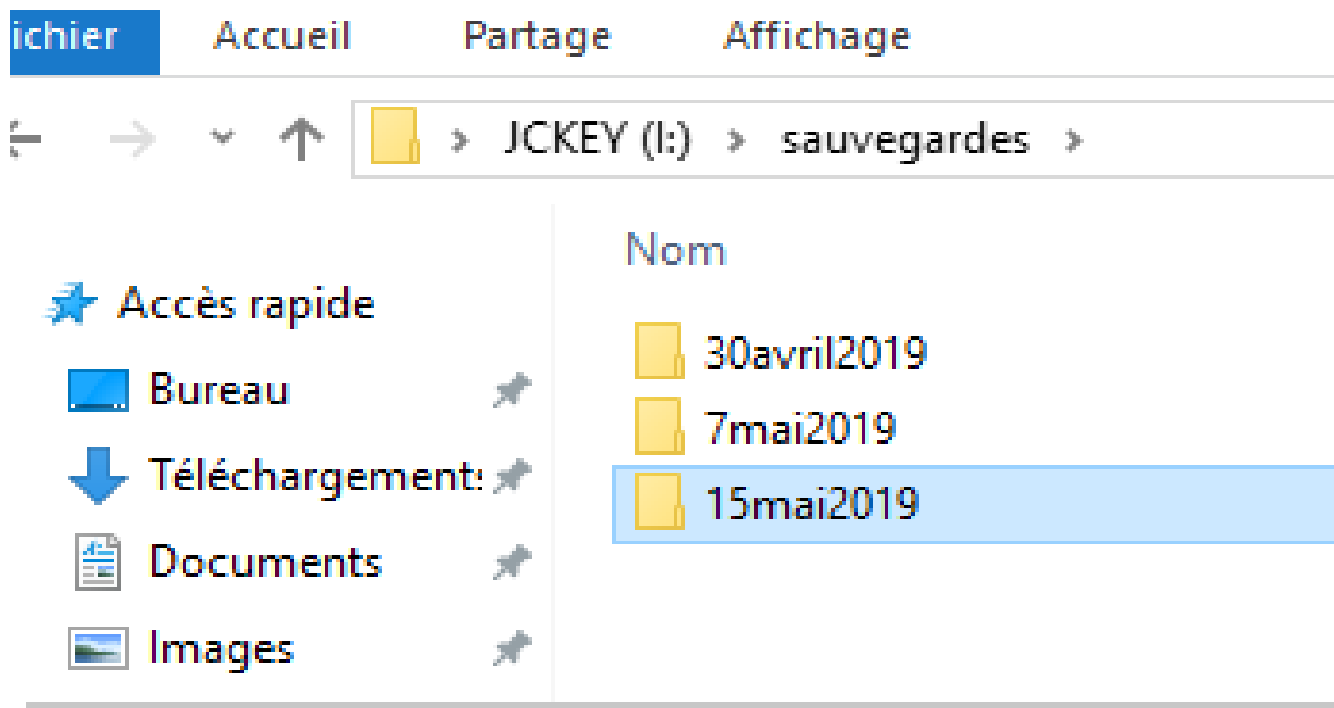 ichier Accueil Partage Affichage
JCKEY (I:) sauvegardes
Nom
Accès rapide
30avril2019
Bureau
7mai2019
Téléchargements
15mai2019
Documents
Images